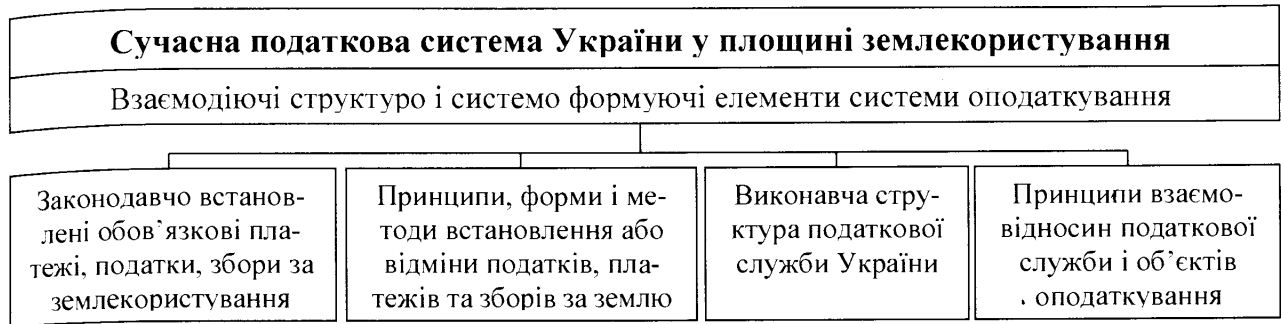 Сучасна податкова система України у площині землекористування
Взаємодіючі структуро і системо формуючі елементи системи оподаткування
Законодавчо встанов-
лені обов’язкові пла-
тежі, податки, збори за
землекористування
Принципи, форми і ме-
тоди встановлення або
відміни податків, пла-
тежів та зборів за землю
Виконавча стру-
ктура податкової
служби України
Принципи взаємо-
відносин податкової
служби і об’єктів
оподаткування